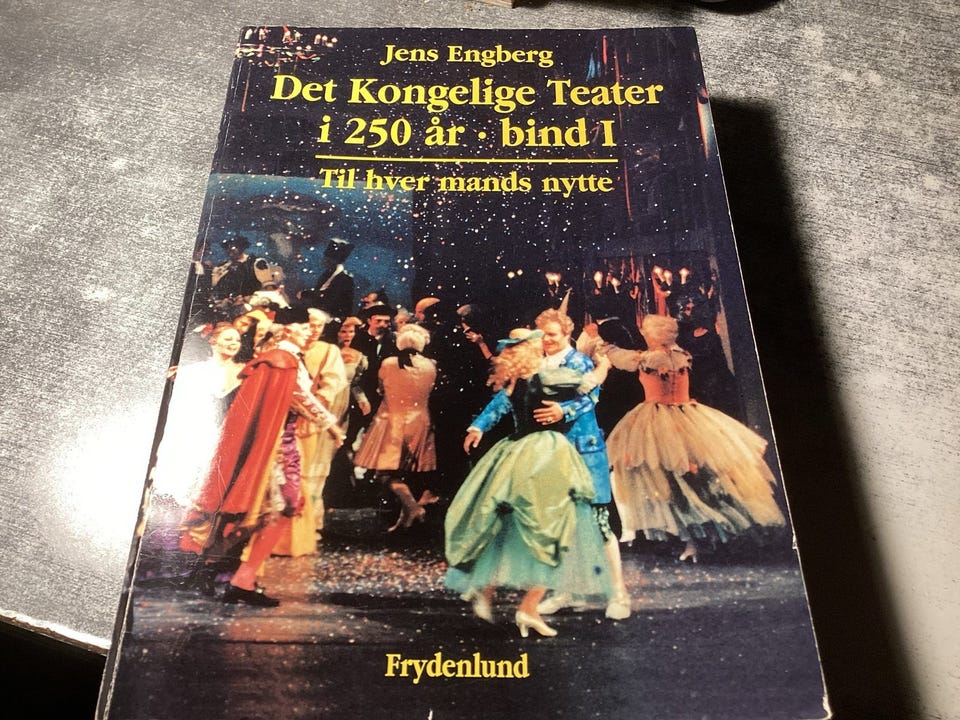 Jens Engberg
Det Kongelige Teater
i 250 år · bind I
Til hver mands nytte
Frydenlund